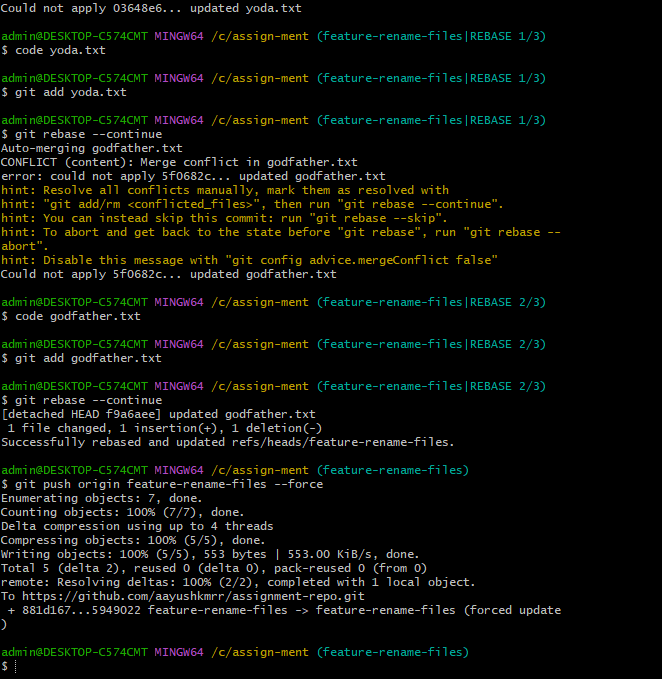 Could not apply 03648e6... updated yoda.txt
admin@DESKTOP-C574CMT MINGW64 /c/assign-ment (feature-rename-files|REBASE 1/3)
$ code yoda.txt
admin@DESKTOP-C574CMT MINGW64 /c/assign-ment (feature-rename-files|REBASE 1/3)
$ git add yoda.txt
admin@DESKTOP-C574CMT MINGW64 /c/assign-ment (feature-rename-files|REBASE 1/3)
$ git rebase --continue
Auto-merging godfather.txt
CONFLICT (content): Merge conflict in godfather.txt
error: could not apply 5f0682c... updated godfather.txt
hint: Resolve all conflicts manually, mark them as resolved with
hint: "git add/rm <conflicted_files>", then run "git rebase --continue".
hint: You can instead skip this commit: run "git rebase --skip".
hint: To abort and get back to the state before "git rebase", run "git rebase --
abort".
hint: Disable this message with "git config advice.mergeConflict false"
Could not apply 5f0682c... updated godfather.txt
admin@DESKTOP-C574CMT MINGW64 /c/assign-ment (feature-rename-files|REBASE 2/3)
$ code godfather.txt
admin@DESKTOP-C574CMT MINGW64 /c/assign-ment (feature-rename-files|REBASE 2/3)
$ git add godfather.txt
admin@DESKTOP-C574CMT MINGW64 /c/assign-ment (feature-rename-files|REBASE 2/3)
$ git rebase --continue
[detached HEAD f9a6aee] updated godfather.txt
 1 file changed, 1 insertion(+), 1 deletion(-)
Successfully rebased and updated refs/heads/feature-rename-files.
admin@DESKTOP-C574CMT MINGW64 /c/assign-ment (feature-rename-files)
$ git push origin feature-rename-files --force
Enumerating objects: 7, done.
Counting objects: 100% (7/7), done.
Delta compression using up to 4 threads
Compressing objects: 100% (5/5), done.
Writing objects: 100% (5/5), 553 bytes | 553.00 KiB/s, done.
Total 5 (delta 2), reused 0 (delta 0), pack-reused 0 (from 0)
remote: Resolving deltas: 100% (2/2), completed with 1 local object.
To https://github.com/aayushkmrr/assignment-repo.git
 + 881d167...5949022 feature-rename-files -> feature-rename-files (forced update
)
admin@DESKTOP-C574CMT MINGW64 /c/assign-ment (feature-rename-files)
$